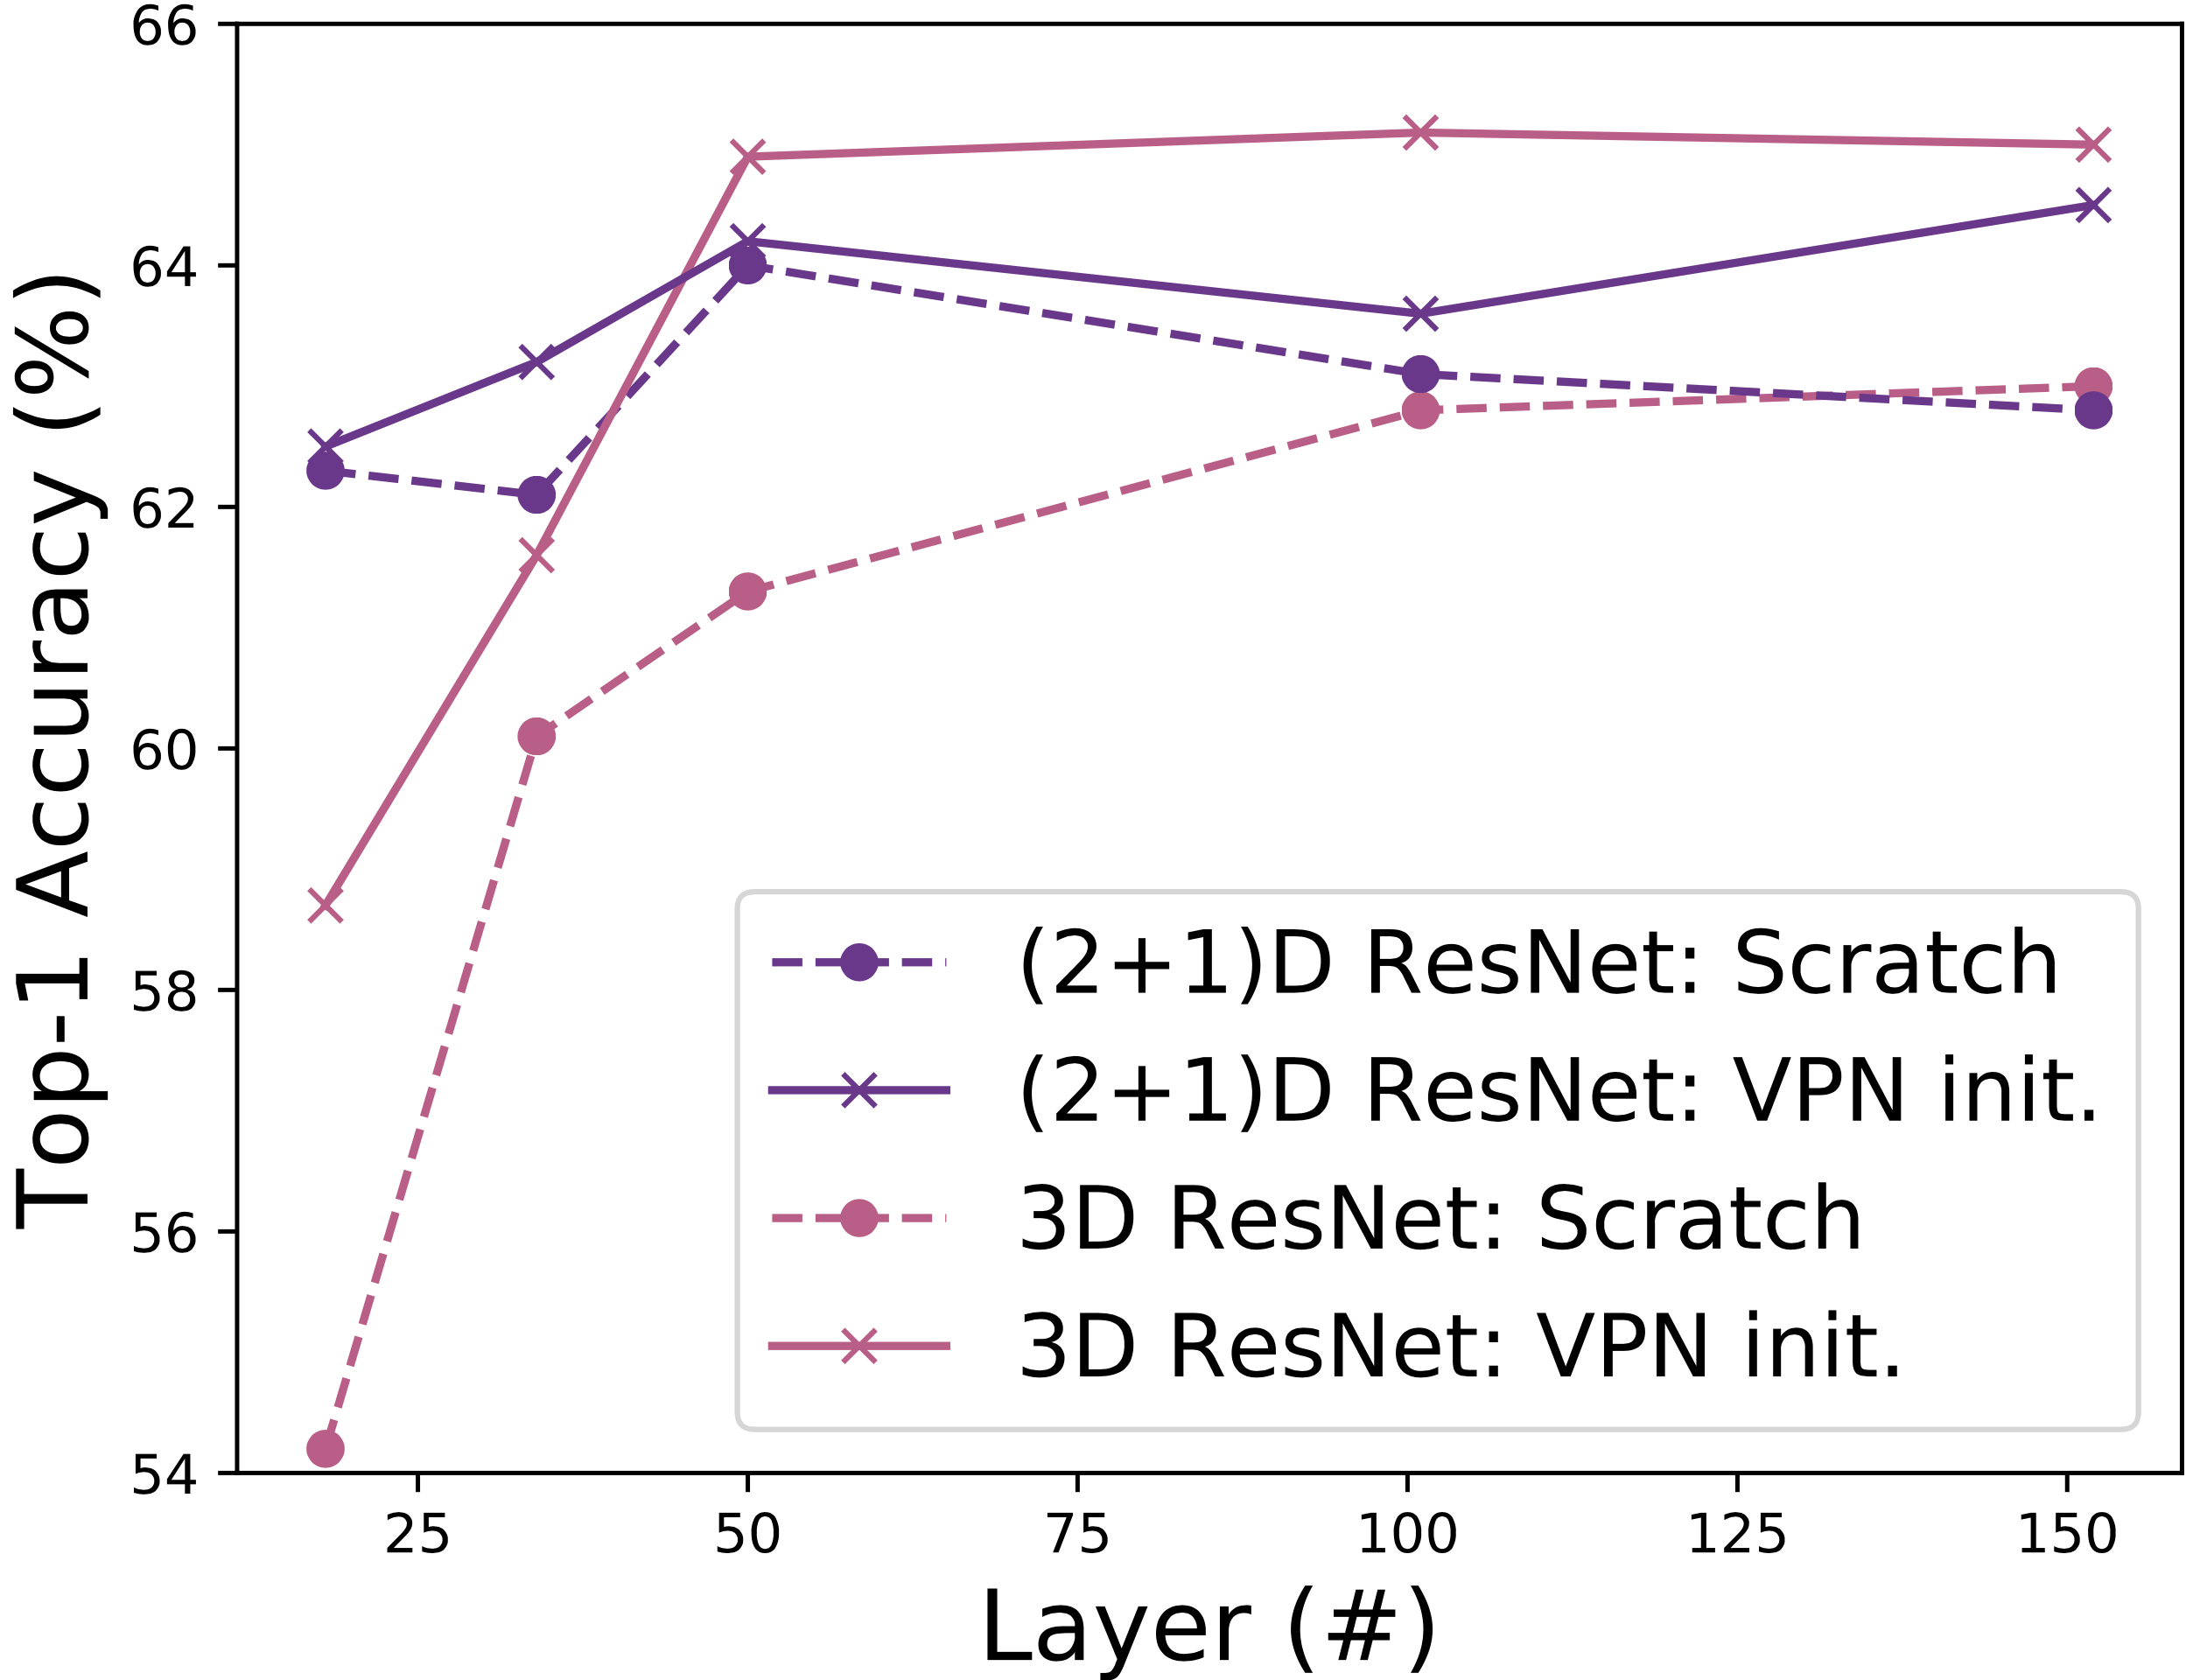 66
64
62
60
58
56
54
Top-1 Accuracy (%)
(2+1)D ResNet: Scratch
(2+1)D ResNet: VPN init.
3D ResNet: Scratch
3D ResNet: VPN init.
25 50 75 100 125 150
Layer (#)